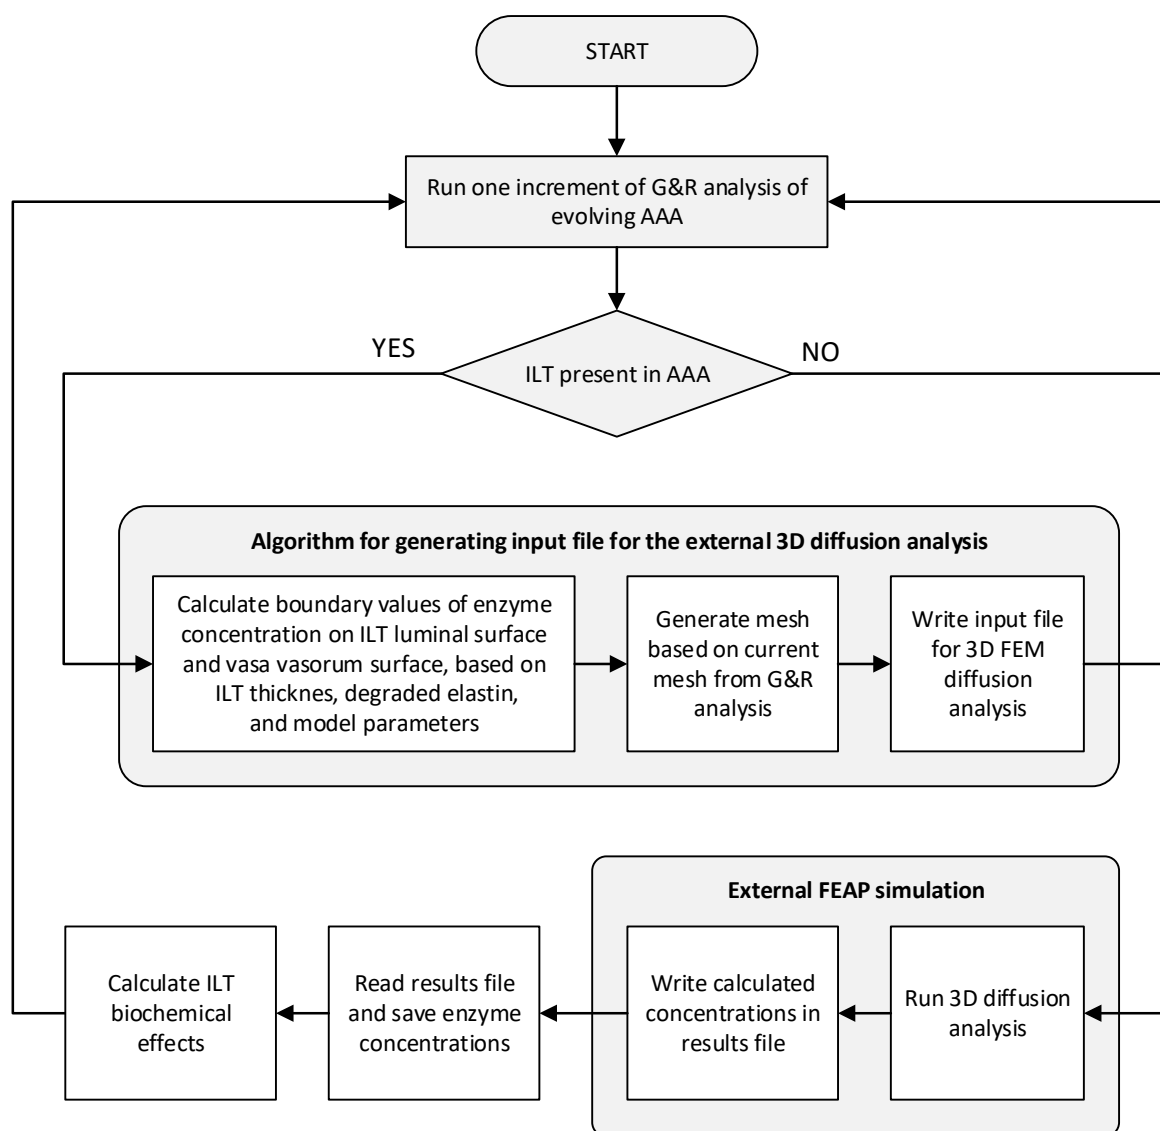 START
Run one increment of G&R analysis of
evolving AAA
YES
NO
ILT present in AAA
Algorithm for generating input file for the external 3D diffusion analysis
Calculate boundary values of enzyme
concentration on ILT luminal surface
and vasa vasorum surface, based on
ILT thicknes, degraded elastin,
and model parameters
Generate mesh
based on current
mesh from G&R
analysis
Write input file
for 3D FEM
diffusion
analysis
External FEAP simulation
Calculate ILT
biochemical
effects
Read results file
and save enzyme
concentrations
Write calculated
concentrations in
results file
Run 3D diffusion
analysis